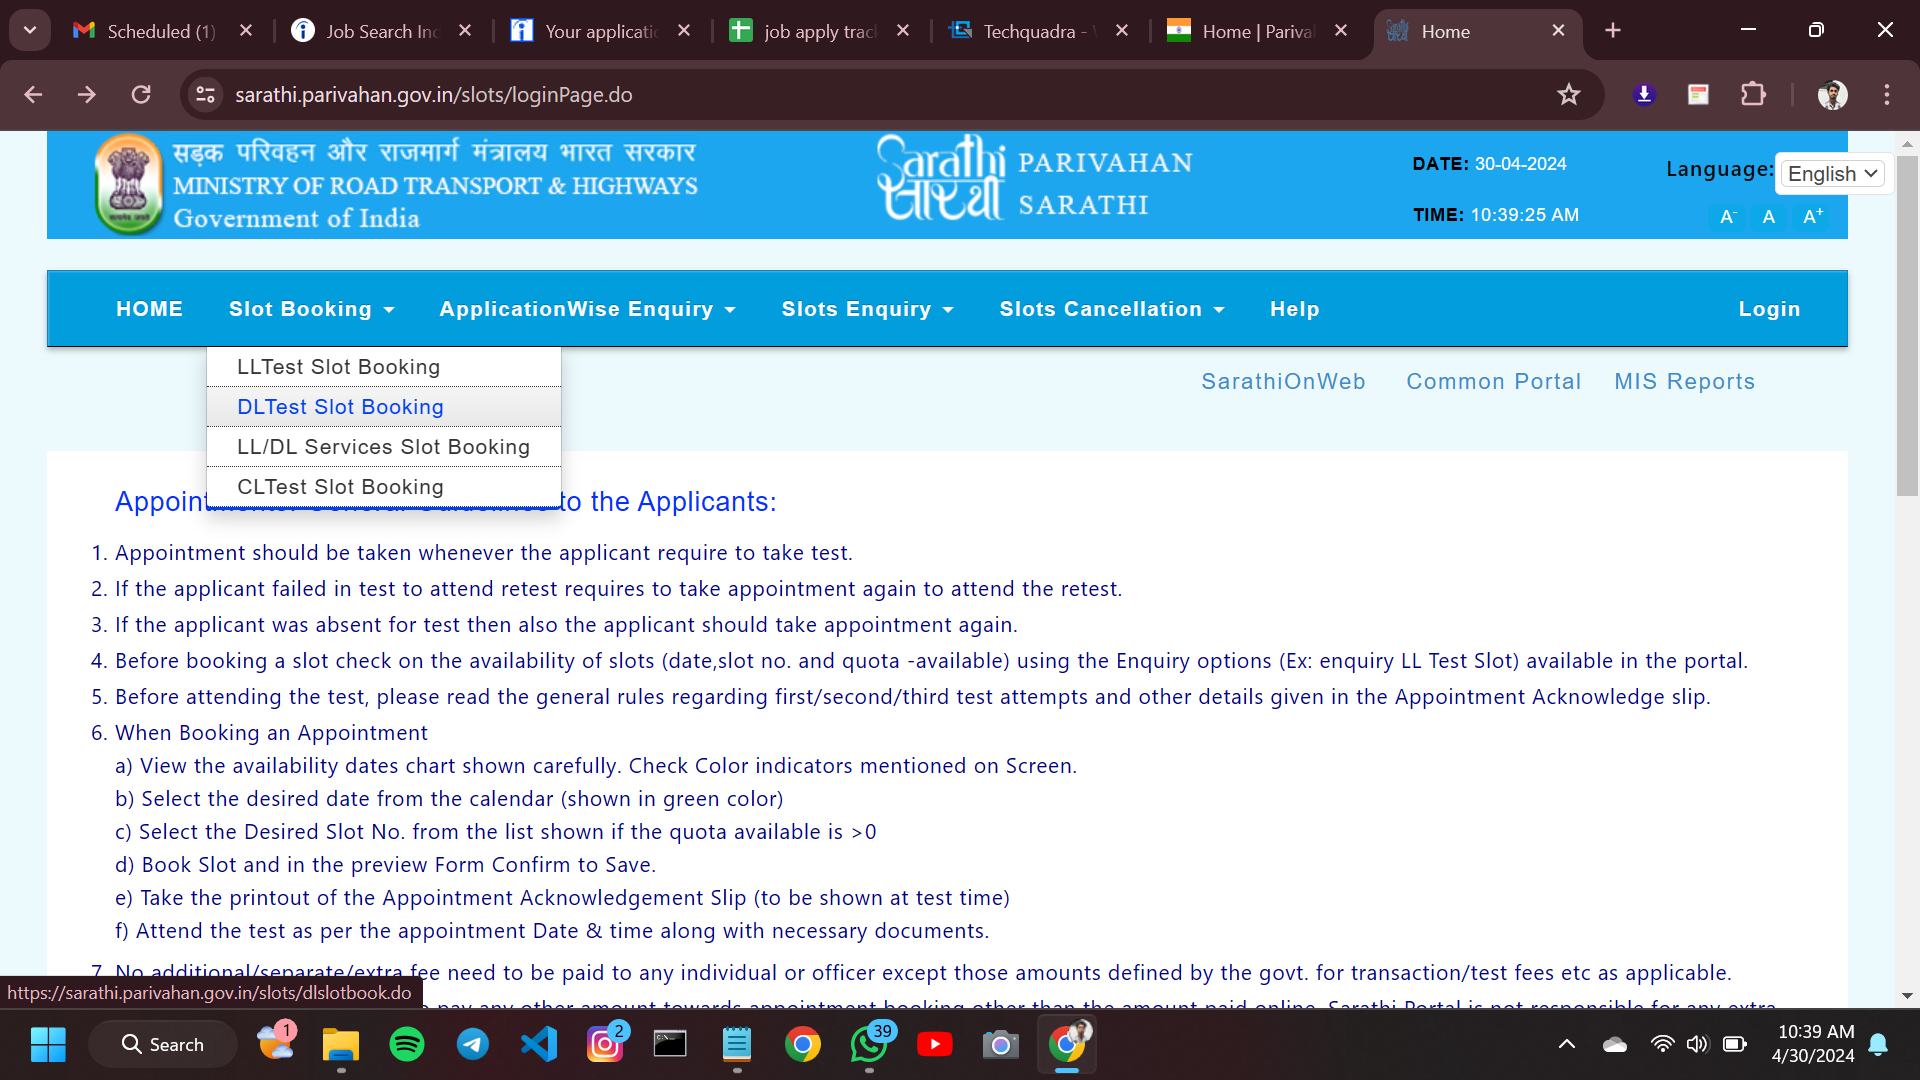 Scheduled (1)
Job Search In
Your applicati
job apply trac
Techquadra -
Home | Parival
Home
sarathi.parivahan.gov.in/slots/loginPage.do
सड़क परिवहन और राजमार्ग मंत्रालय भारत सरकार
MINISTRY OF ROAD TRANSPORT & HIGHWAYS
Government of India
Sarathi
सारथी
PARIVAHAN
SARATHI
DATE: 30-04-2024
TIME: 10:39:25 AM
Language: English
A- A A+
HOME Slot Booking ApplicationWise Enquiry Slots Enquiry Slots Cancellation Help Login
LLTest Slot Booking
DLTest Slot Booking
LL/DL Services Slot Booking
CLTest Slot Booking
SarathiOnWeb Common Portal MIS Reports
Appoin to the Applicants:
1. Appointment should be taken whenever the applicant require to take test.
2. If the applicant failed in test to attend retest requires to take appointment again to attend the retest.
3. If the applicant was absent for test then also the applicant should take appointment again.
4. Before booking a slot check on the availability of slots (date,slot no. and quota -available) using the Enquiry options (Ex: enquiry LL Test Slot) available in the portal.
5. Before attending the test, please read the general rules regarding first/second/third test attempts and other details given in the Appointment Acknowledge slip.
6. When Booking an Appointment
a) View the availability dates chart shown carefully. Check Color indicators mentioned on Screen.
b) Select the desired date from the calendar (shown in green color)
c) Select the Desired Slot No. from the list shown if the quota available is >0
d) Book Slot and in the preview Form Confirm to Save.
e) Take the printout of the Appointment Acknowledgement Slip (to be shown at test time)
f) Attend the test as per the appointment Date & time along with necessary documents.
7. No additional/separate/extra fee need to be paid to any individual or officer except those amounts defined by the govt. for transaction/test fees etc as applicable.
pay any other amount towards appointment booking other than the amount paid online. Sarathi Portal is not responsible for any extra
https://sarathi.parivahan.gov.in/slots/dlslotbook.do
1
Search
2
39
10:39 AM
4/30/2024